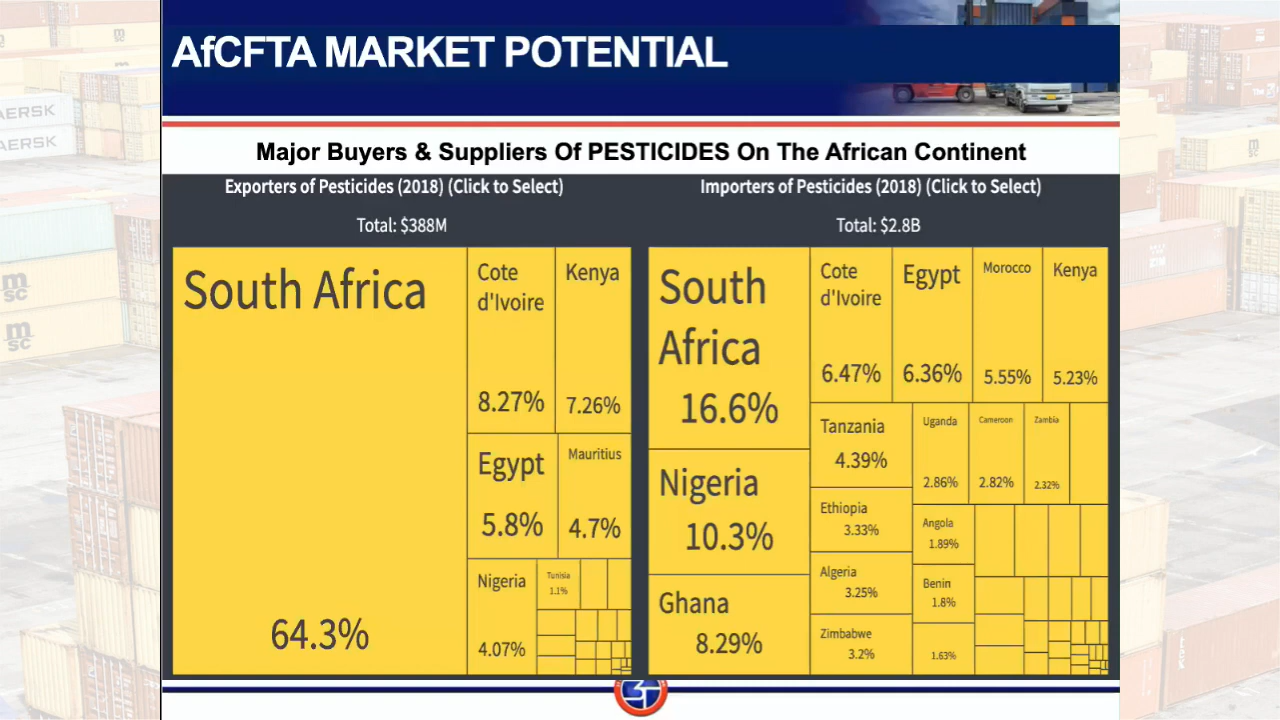 AfCFTA MARKET POTENTIAL
Major Buyers & Suppliers Of PESTICIDES On The African Continent
Exporters of Pesticides (2018) (Click to Select)
Total: $388M
South Africa
64.3%
Cote
d'Ivoire
8.27%
Kenya
7.26%
Egypt
5.8%
Mauritius
4.7%
Nigeria
4.07%
Tunisia
1.1%
Importers of Pesticides (2018) (Click to Select)
Total: $2.8B
South
Africa
16.6%
Nigeria
10.3%
Ghana
8.29%
Cote
d'Ivoire
6.47%
Egypt
6.36%
Morocco
5.55%
Kenya
5.23%
Tanzania
4.39%
Ethiopia
3.33%
Algeria
3.25%
Zimbabwe
3.2%
Uganda
2.86%
Cameroon
2.82%
Zambia
2.32%
Angola
1.89%
Benin
1.8%
1.63%
AERSK
AERSK
m
sc
m
sc